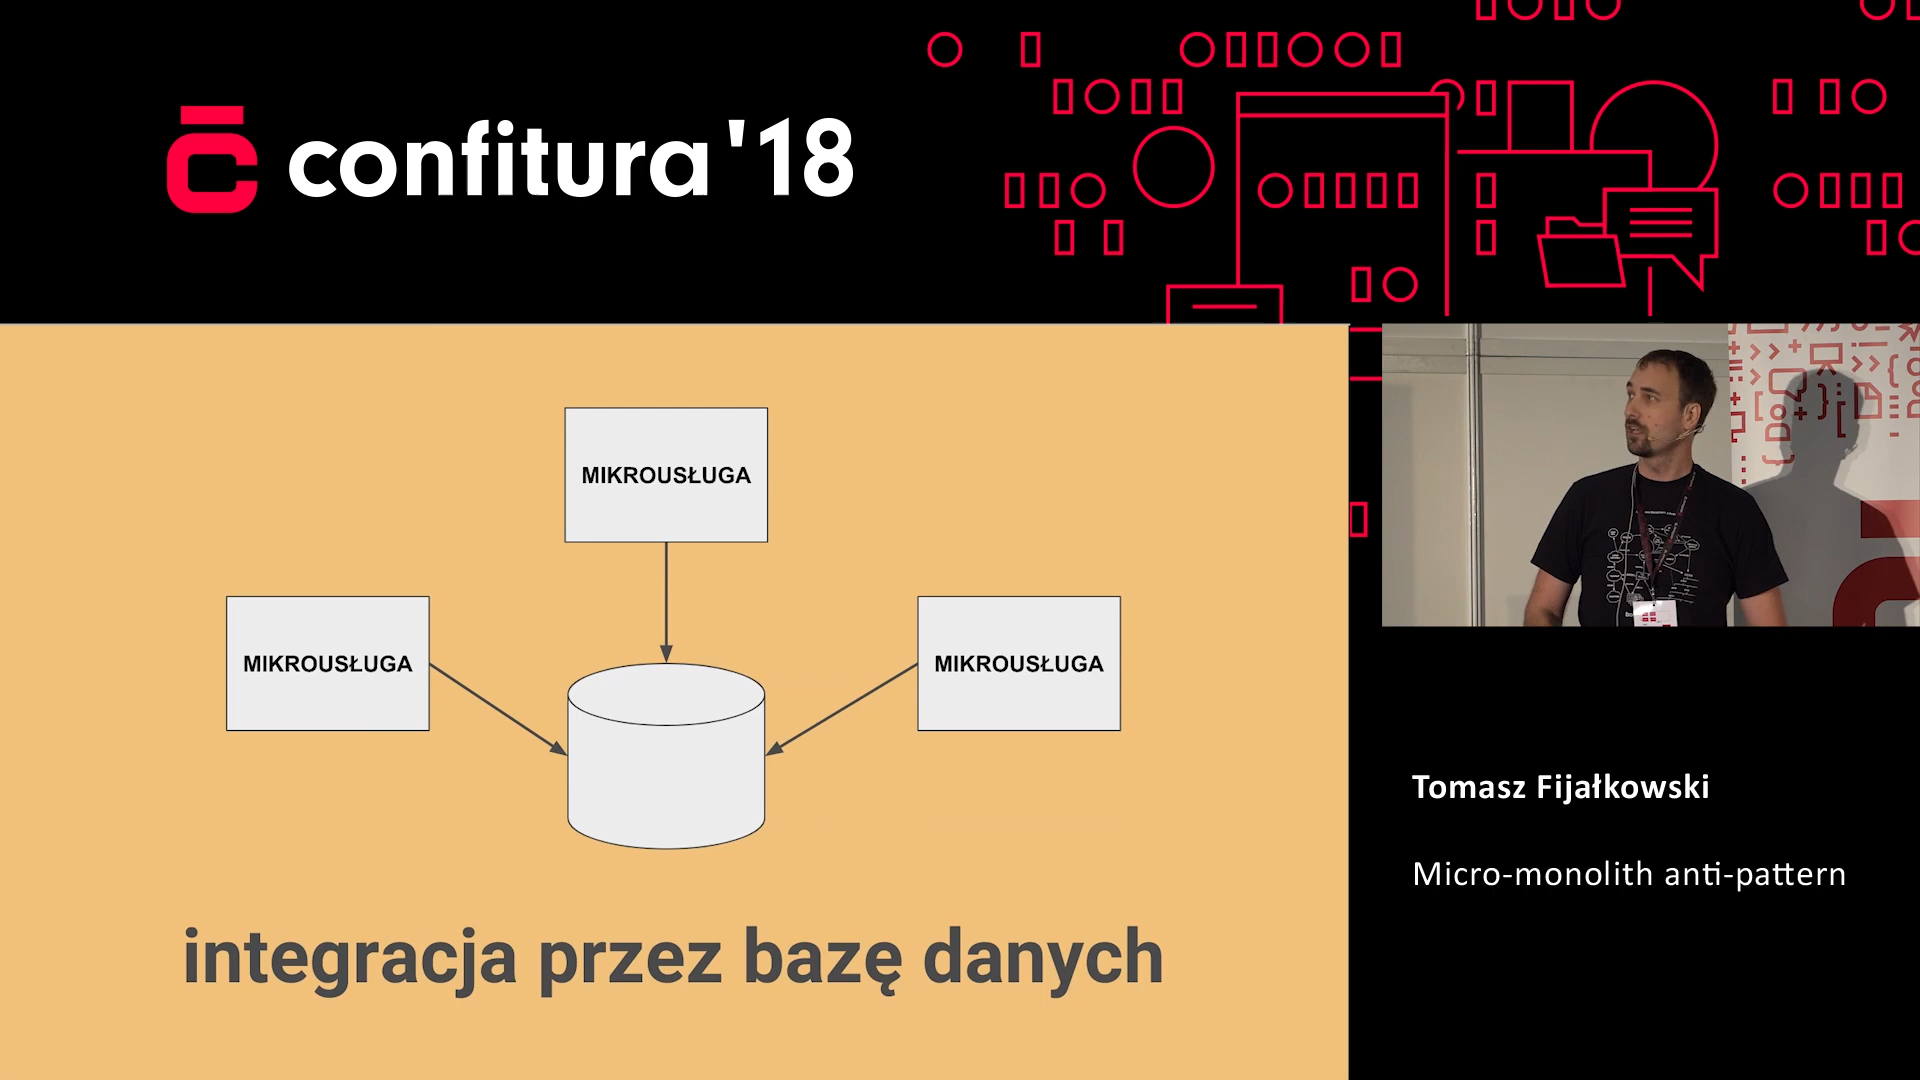 confitura '18
MIKROUSŁUGA
MIKROUSŁUGA
MIKROUSŁUGA
integracja przez bazę danych
Tomasz Fijałkowski
Micro-monolith anti-pattern